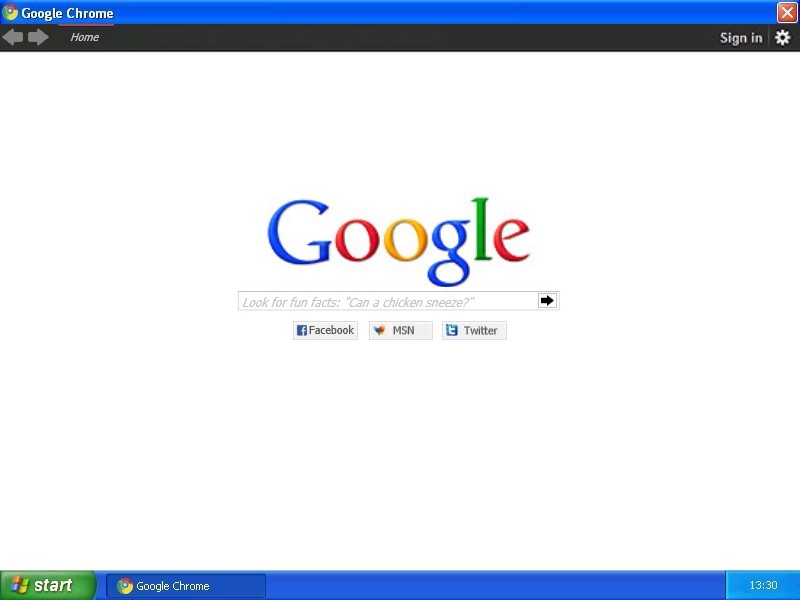 Google Chrome
Home
Sign in
Google
Look for fun facts: "Can a chicken sneeze?"
Facebook
MSN
Twitter
start
Google Chrome
13:30